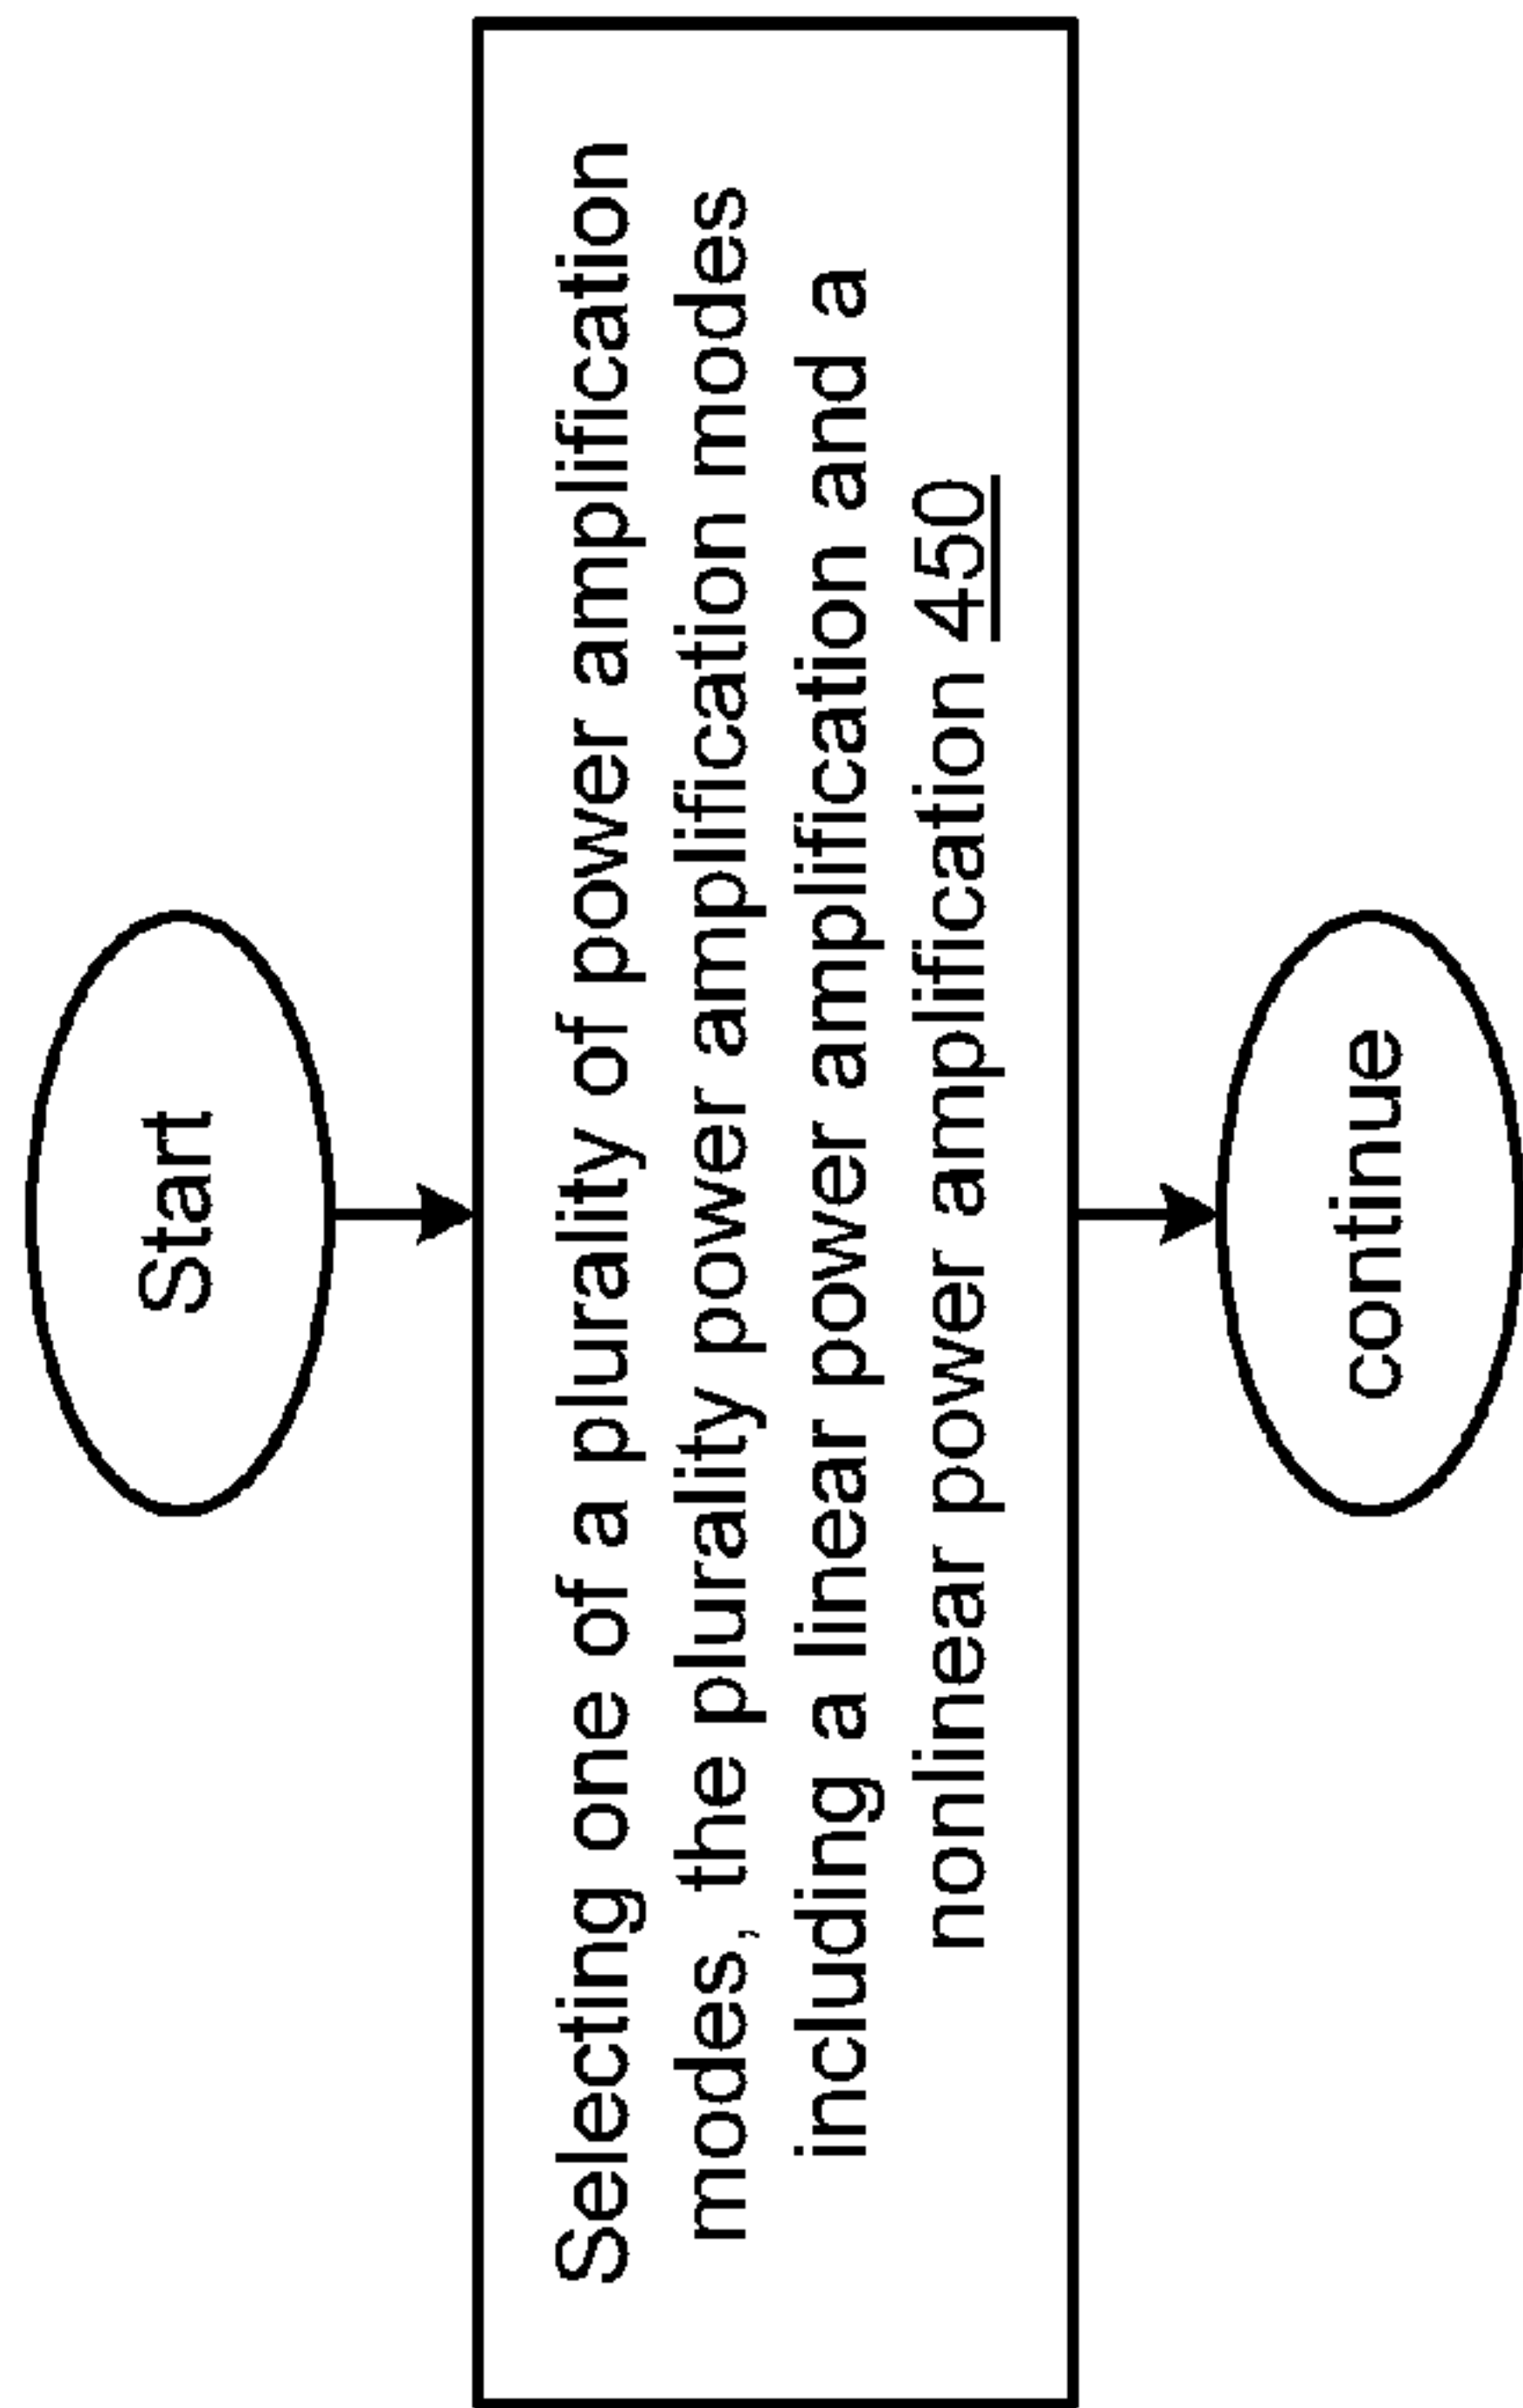 Start
Selecting one of a plurality of power amplification
modes, the plurality power amplification modes
including a linear power amplification and a
nonlinear power amplification 450
continue